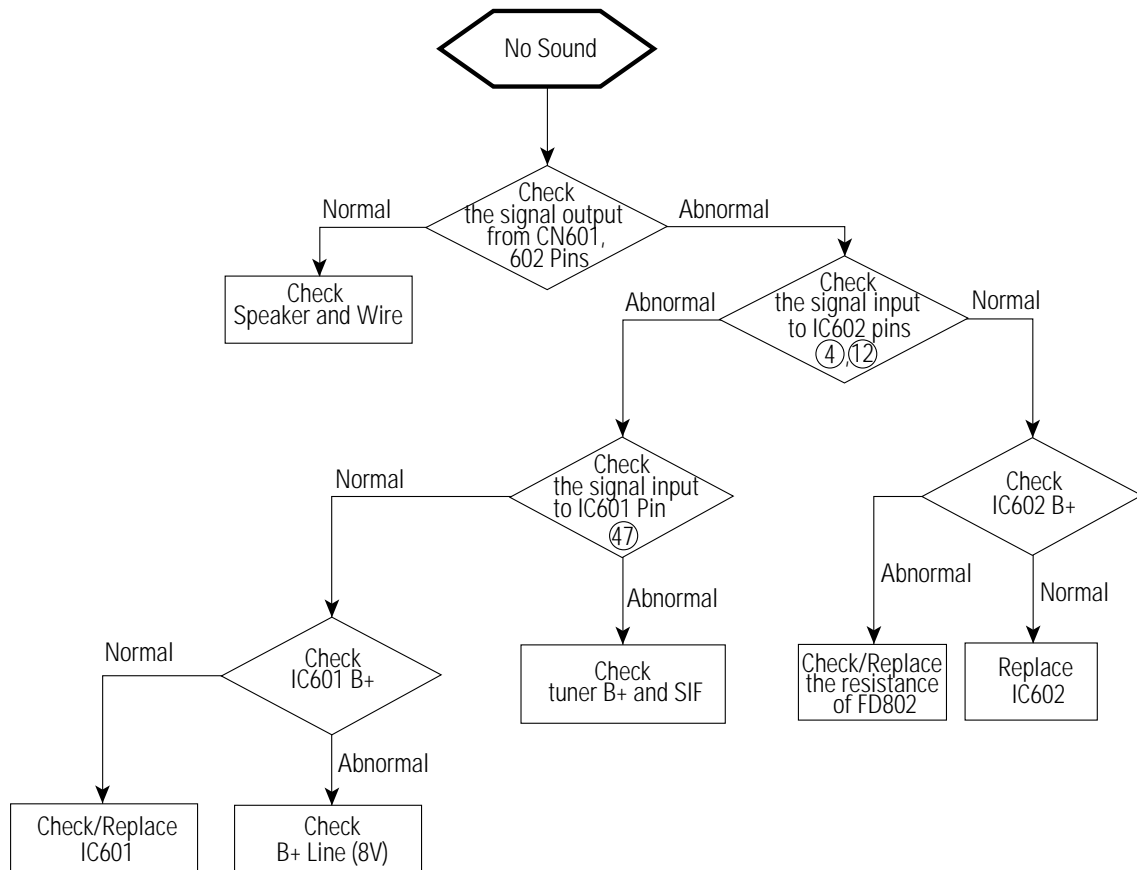 No Sound
Check
the signal output
from CN601,
602 Pins
Normal
Abnormal
Check
Speaker and Wire
Check
the signal input
to IC602 pins
④,⑫
Abnormal
Normal
Check
the signal input
to IC601 Pin
㊼
Normal
Abnormal
Check
IC602 B+
Abnormal
Normal
Check
IC601 B+
Normal
Abnormal
Check
tuner B+ and SIF
Check/Replace
the resistance
of FD802
Replace
IC602
Check/Replace
IC601
Check
B+ Line (8V)